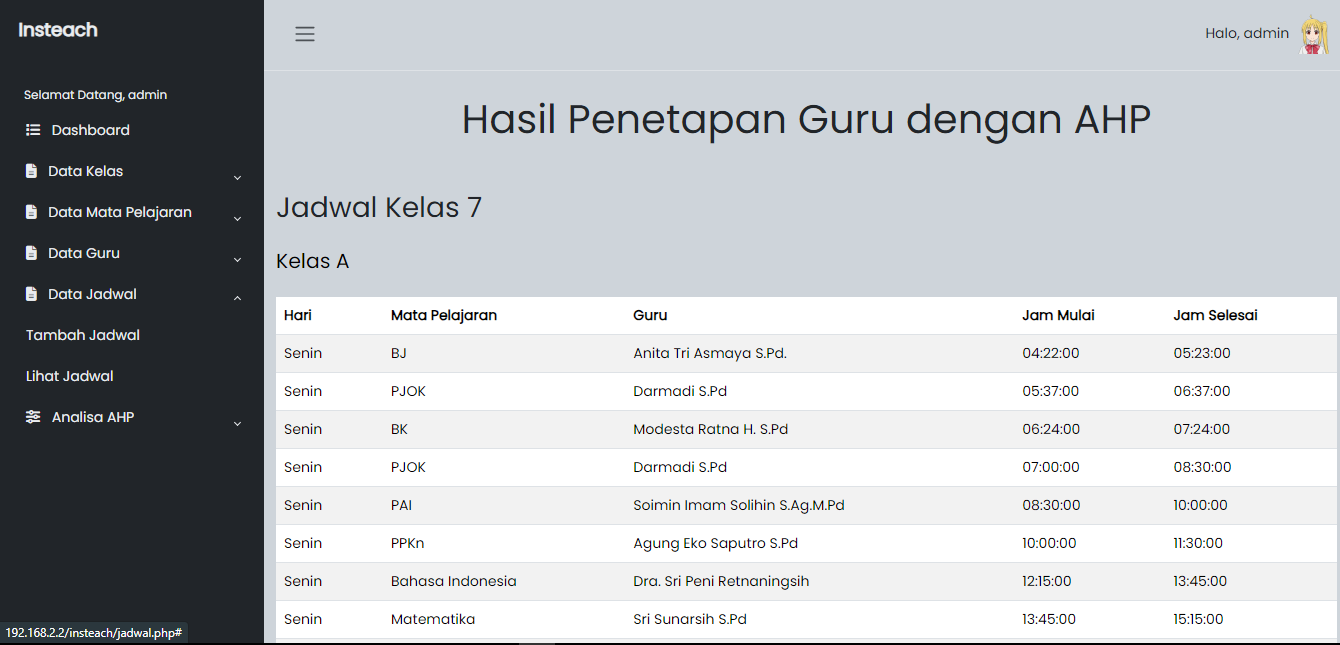 Insteach
Halo, admin
Selamat Datang, admin
Dashboard
Data Kelas
Data Mata Pelajaran
Data Guru
Data Jadwal
Tambah Jadwal
Lihat Jadwal
Analisa AHP
Hasil Penetapan Guru dengan AHP
Jadwal Kelas 7
Kelas A
Hari Mata Pelajaran Guru Jam Mulai Jam Selesai
Senin BJ Anita Tri Asmaya S.Pd. 04:22:00 05:23:00
Senin PJOK Darmadi S.Pd 05:37:00 06:37:00
Senin BK Modesta Ratna H. S.Pd 06:24:00 07:24:00
Senin PJOK Darmadi S.Pd 07:00:00 08:30:00
Senin PAI Soimin Imam Solihin S.Ag.M.Pd 08:30:00 10:00:00
Senin PPKn Agung Eko Saputro S.Pd 10:00:00 11:30:00
Senin Bahasa Indonesia Dra. Sri Peni Retnaningsih 12:15:00 13:45:00
Senin Matematika Sri Sunarsih S.Pd 13:45:00 15:15:00
192.168.2.2/insteach/jadwal.php#